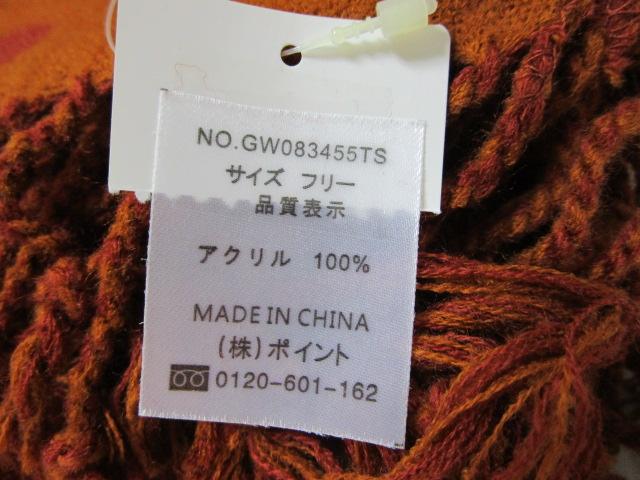 NO.GW083455TS
サイズ フリー
品質表示
アクリル 100%
MADE IN CHINA
(株)ポイント
0120-601-162